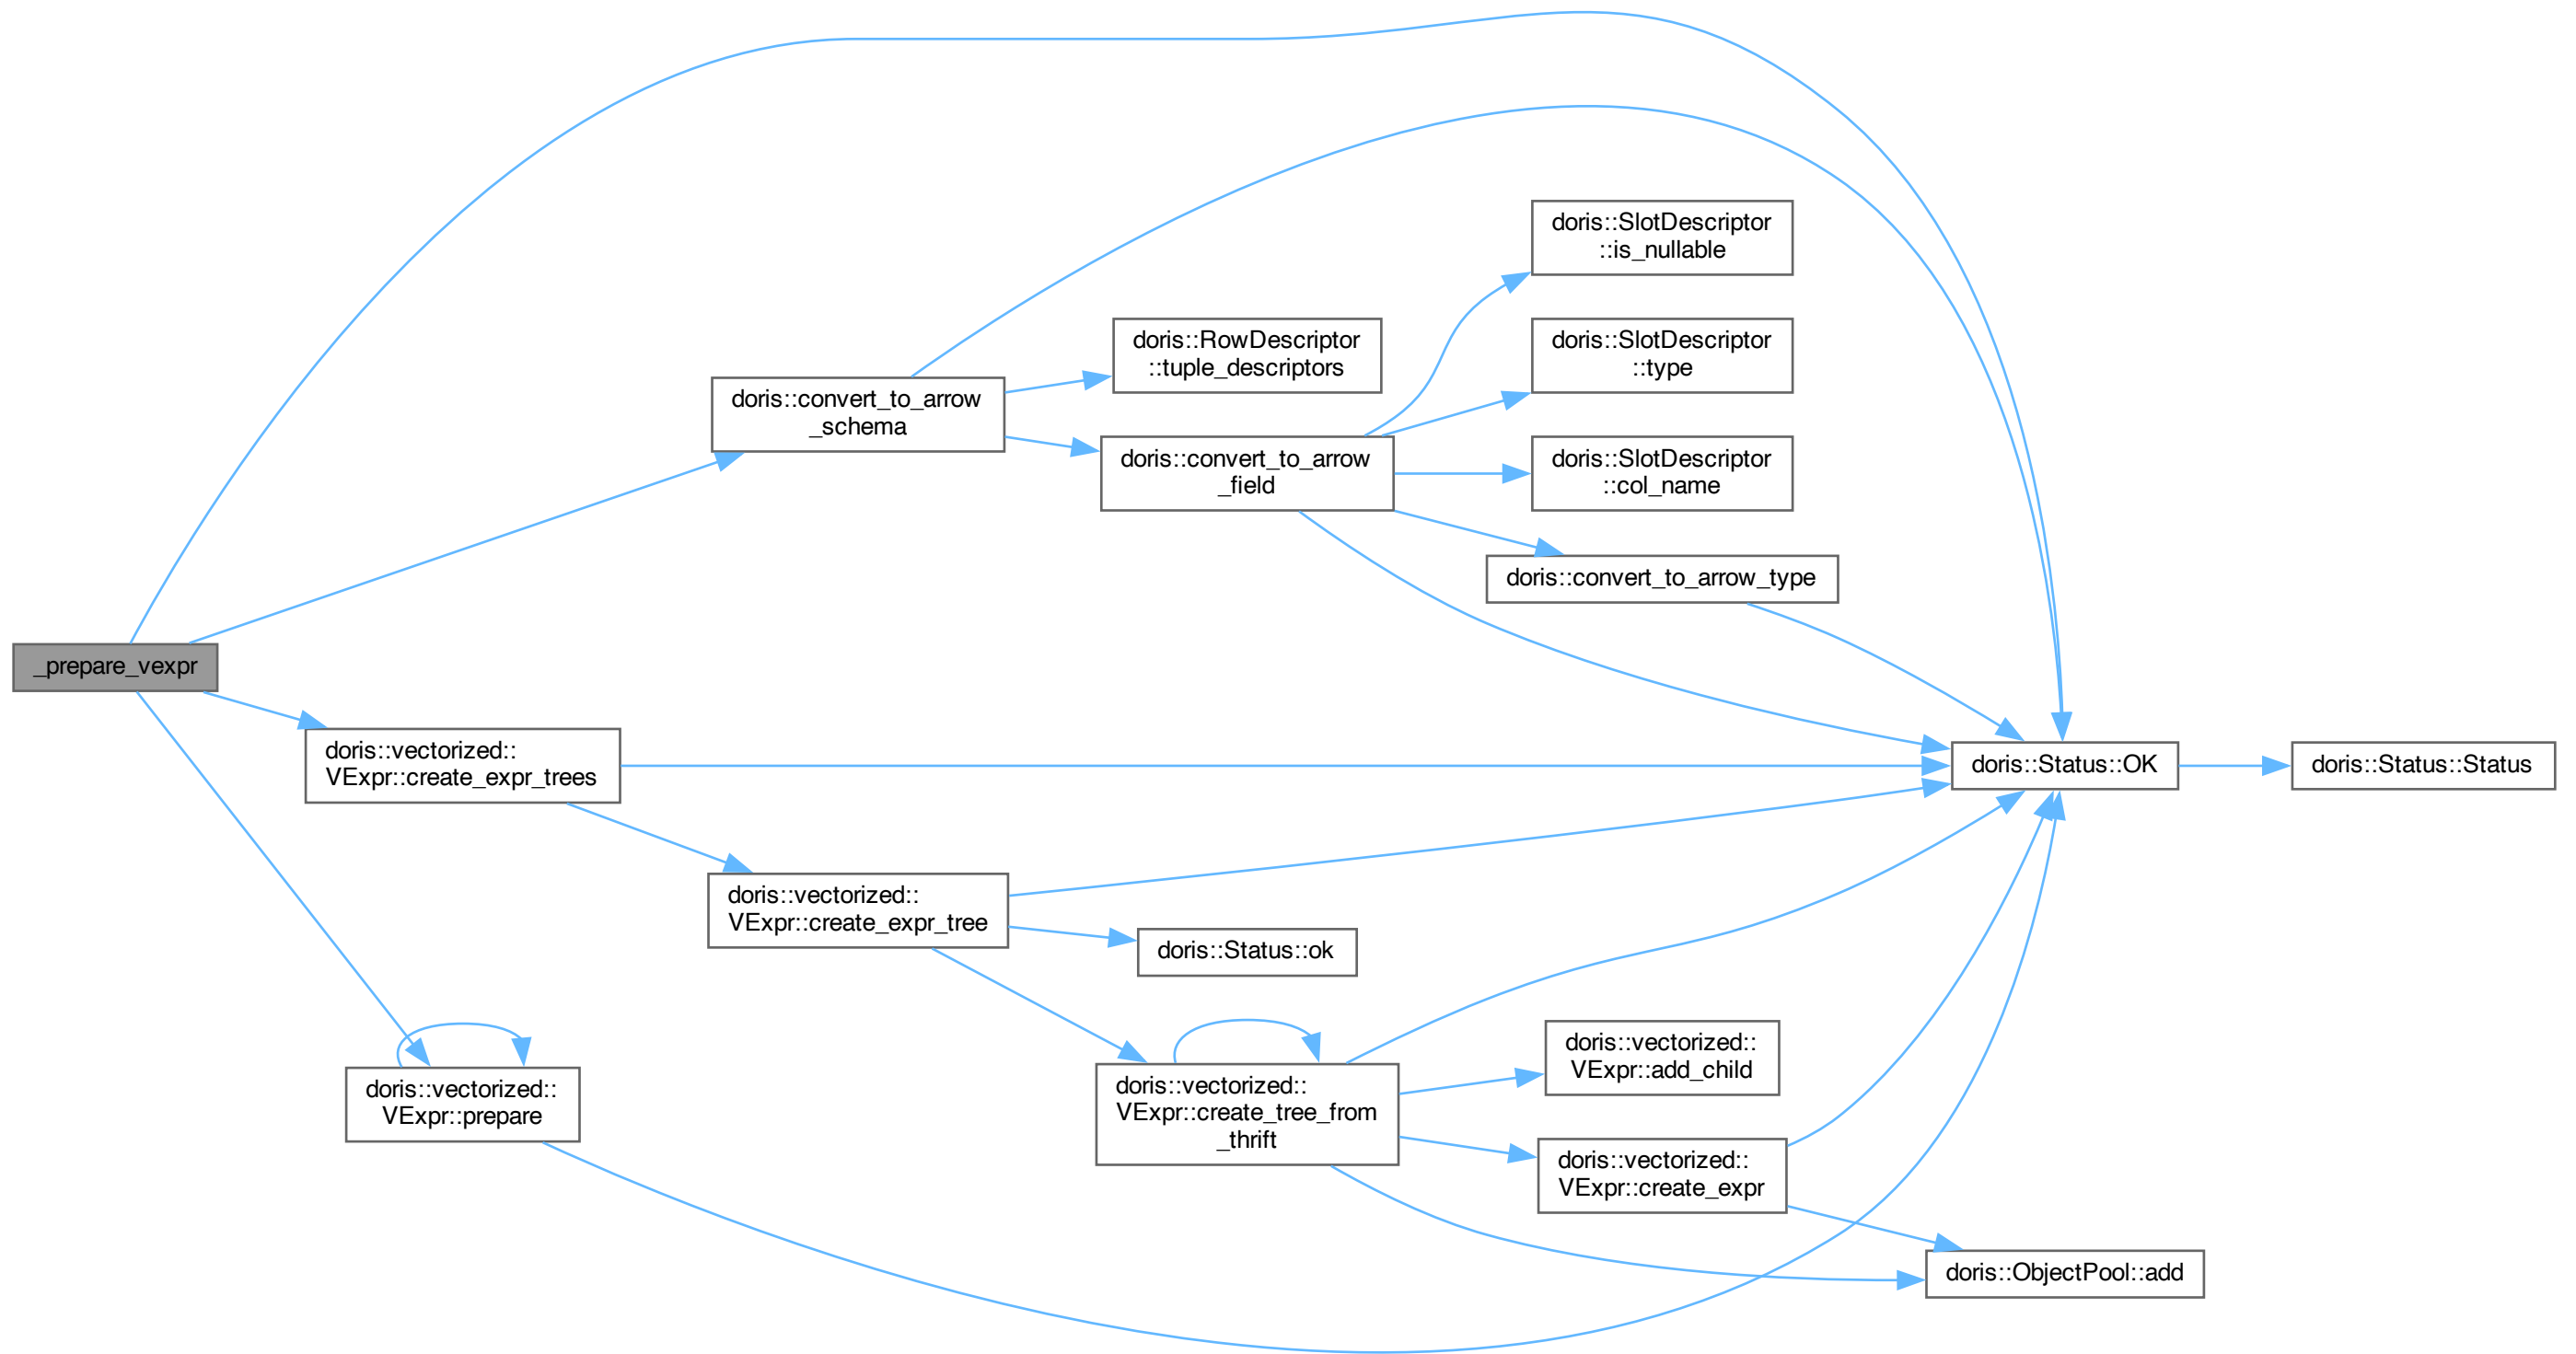 doris::SlotDescriptor
::is_nullable
doris::RowDescriptor
::tuple_descriptors
doris::SlotDescriptor
::type
doris::convert_to_arrow
_schema
doris::convert_to_arrow
_field
doris::SlotDescriptor
::col_name
doris::convert_to_arrow_type
_prepare_vexpr
doris::vectorized::
VExpr::create_expr_trees
doris::Status::OK
doris::Status::Status
doris::vectorized::
VExpr::create_expr_tree
doris::Status::ok
doris::vectorized::
VExpr::add_child
doris::vectorized::
VExpr::prepare
doris::vectorized::
VExpr::create_tree_from
_thrift
doris::vectorized::
VExpr::create_expr
doris::ObjectPool::add